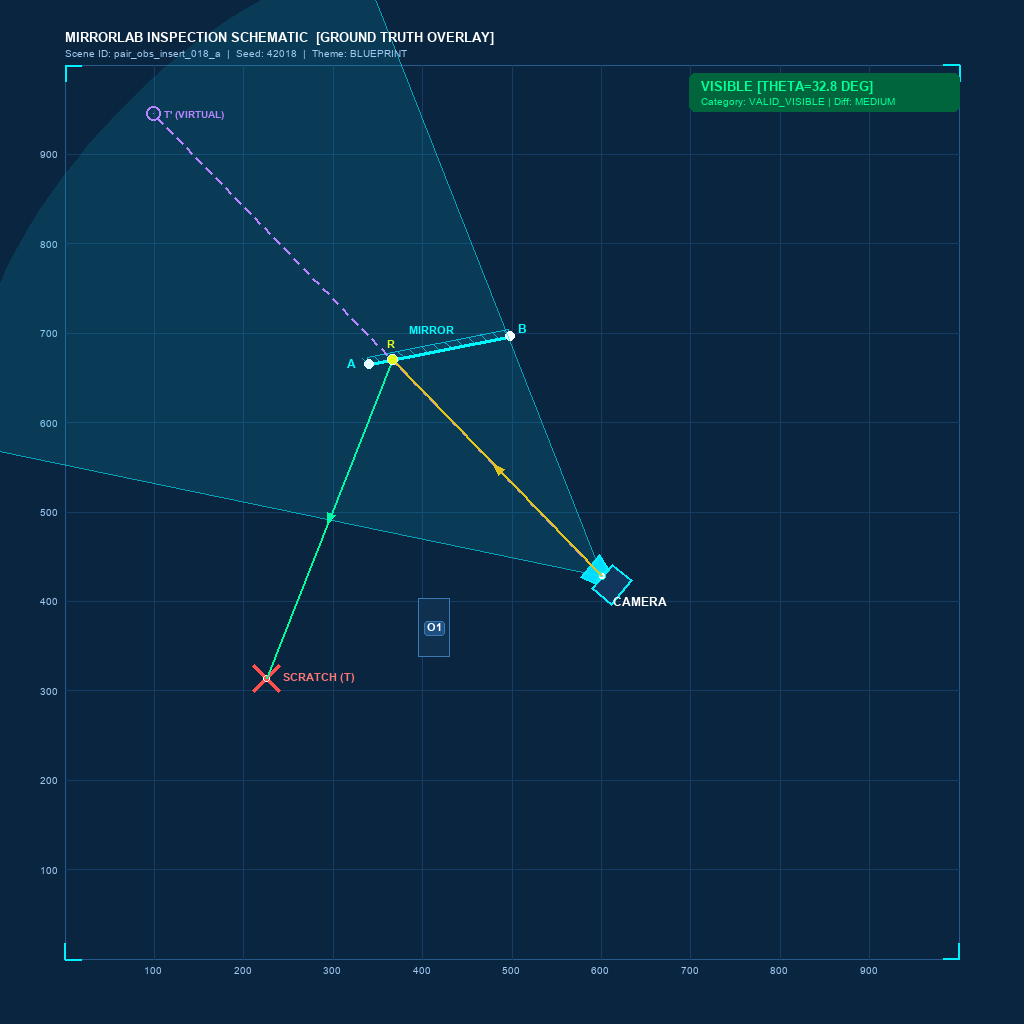 MIRRORLAB INSPECTION SCHEMATIC [GROUND TRUTH OVERLAY]
Scene ID: pair_obs_insert_018_a | Seed: 42018 | Theme: BLUEPRINT
VISIBLE [THETA=32.8 DEG]
Category: VALID_VISIBLE | Diff: MEDIUM
T' (VIRTUAL)
900
800
700
MIRROR
B
R
A
600
500
400
CAMERA
O1
SCRATCH (T)
300
200
100
100 200 300 400 500 600 700 800 900